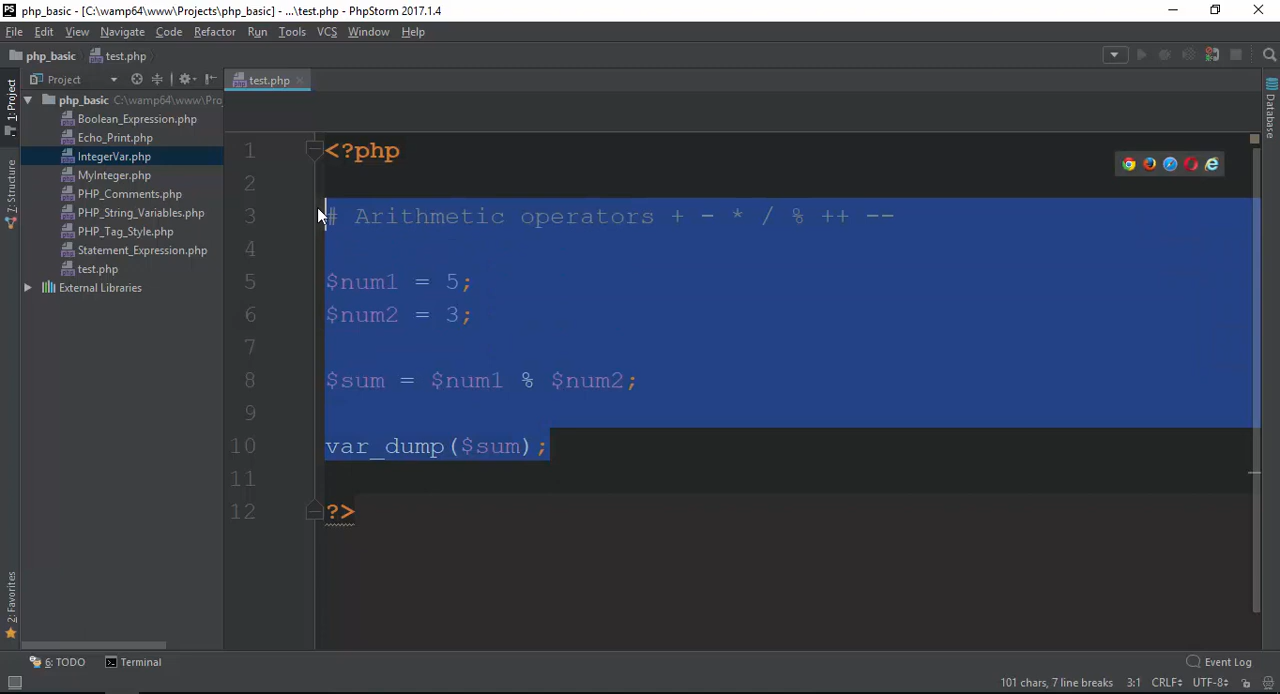 php_basic - [C:\wamp64\www\Projects\php_basic] - ...\test.php - PhpStorm 2017.1.4
File Edit View Navigate Code Refactor Run Tools VCS Window Help
php_basic test.php
1: Project
Z: Structure
2: Favorites
Project
php_basic C:\wamp64\www\Pro
Boolean_Expression.php
Echo_Print.php
IntegerVar.php
MyInteger.php
PHP_Comments.php
PHP_String_Variables.php
PHP_Tag_Style.php
Statement_Expression.php
test.php
External Libraries
test.php
1 <?php
2
3 # Arithmetic operators + - * / % ++ --
4
5 $num1 = 5;
6 $num2 = 3;
7
8 $sum = $num1 % $num2;
9
10 var_dump($sum);
11
12 ?>
Database
6: TODO Terminal Event Log
101 chars, 7 line breaks 3:1 CRLF UTF-8